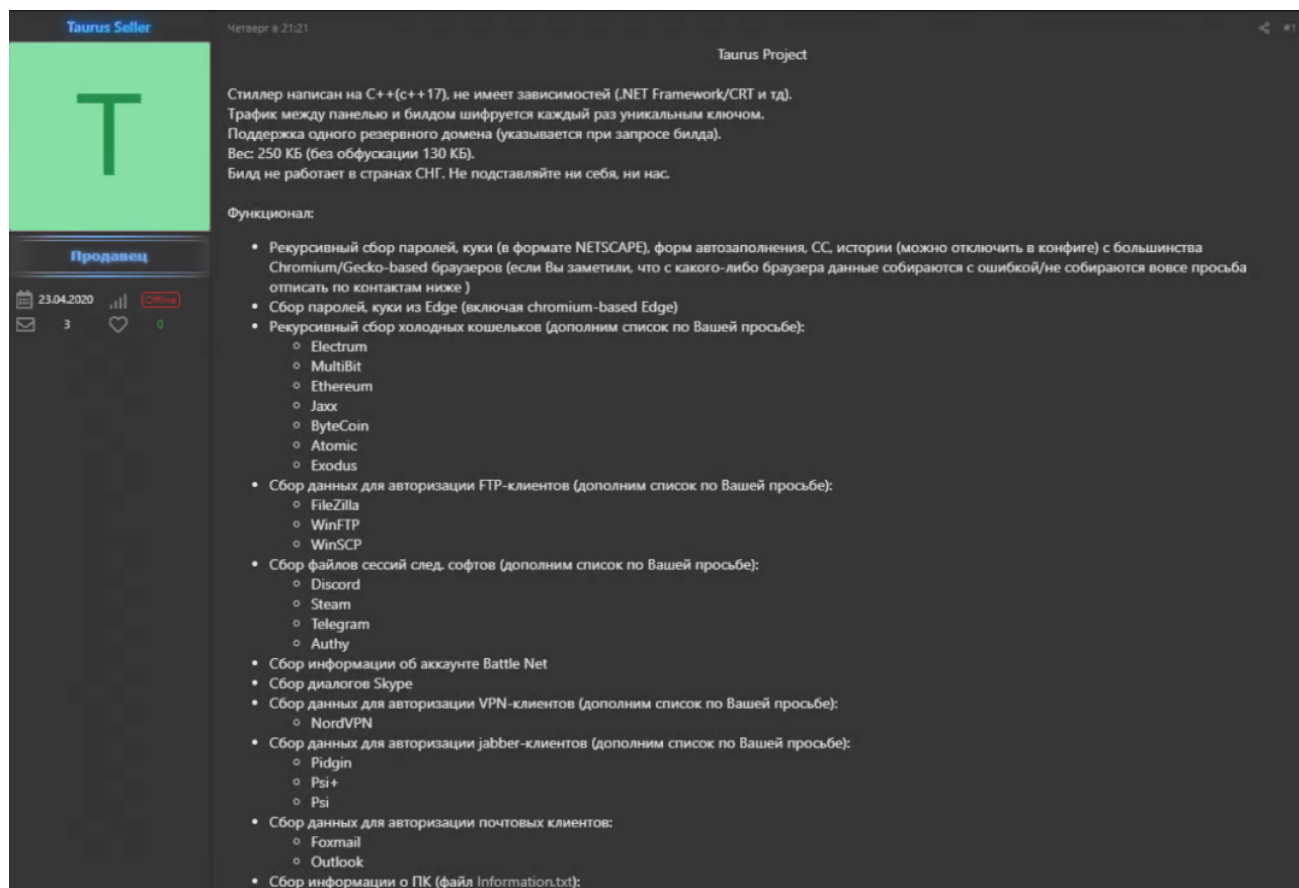 Taurus Seller
Четверг в 21:21
#1
T
Taurus Project
Стиллер написан на C++(c++17), не имеет зависимостей (.NET Framework/CRT и тд).
Трафик между панелью и билдом шифруется каждый раз уникальным ключом.
Поддержка одного резервного домена (указывается при запросе билда).
Вес: 250 КБ (без обфускации 130 КБ).
Билд не работает в странах СНГ. Не подставляйте ни себя, ни нас.
Продавец
23.04.2020
Offline
3
0
Функционал:
• Рекурсивный сбор паролей, куки (в формате NETSCAPE), форм автозаполнения, CC, истории (можно отключить в конфиге) с большинства
Chromium/Gecko-based браузеров (если Вы заметили, что с какого-либо браузера данные собираются с ошибкой/не собираются вовсе просьба
отписать по контактам ниже )
• Сбор паролей, куки из Edge (включая chromium-based Edge)
• Рекурсивный сбор холодных кошельков (дополним список по Вашей просьбе):
◦ Electrum
◦ MultiBit
◦ Ethereum
◦ Jaxx
◦ ByteCoin
◦ Atomic
◦ Exodus
• Сбор данных для авторизации FTP-клиентов (дополним список по Вашей просьбе):
◦ FileZilla
◦ WinFTP
◦ WinSCP
• Сбор файлов сессий след. софтов (дополним список по Вашей просьбе):
◦ Discord
◦ Steam
◦ Telegram
◦ Authy
• Сбор информации об аккаунте Battle Net
• Сбор диалогов Skype
• Сбор данных для авторизации VPN-клиентов (дополним список по Вашей просьбе):
◦ NordVPN
• Сбор данных для авторизации jabber-клиентов (дополним список по Вашей просьбе):
◦ Pidgin
◦ Psi+
◦ Psi
• Сбор данных для авторизации почтовых клиентов:
◦ Foxmail
◦ Outlook
• Сбор информации о ПК (файл Information.txt):